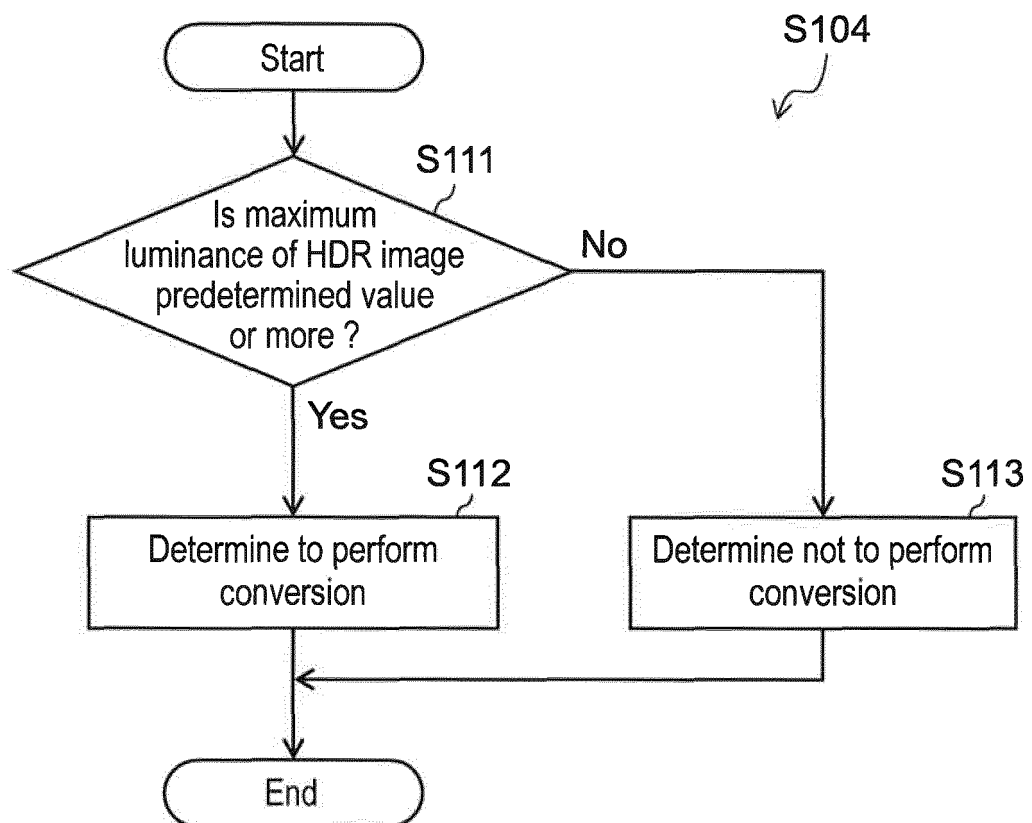 S104
Start
S111
Is maximum
luminance of HDR image
predetermined value
or more ?
No
Yes
S112
Determine to perform
conversion
S113
Determine not to perform
conversion
End